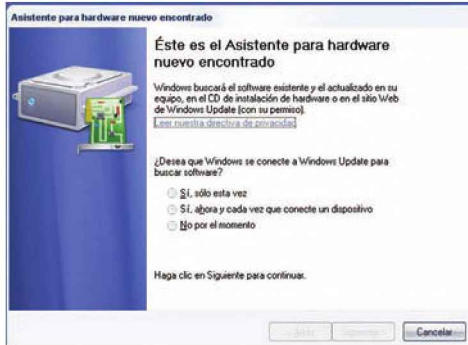 Asistente para hardware nuevo encontrado
Éste es el Asistente para hardware
nuevo encontrado
Windows buscará el software existente y el actualizado en su
equipo, en el CD de instalación de hardware o en el sitio Web
de Windows Update (con su permiso).
Leer nuestra directiva de privacidad
¿Desea que Windows se conecte a Windows Update para
buscar software?
Sí, sólo esta vez
Sí, ahora y cada vez que conecte un dispositivo
No por el momento
Haga clic en Siguiente para continuar.
Cancelar